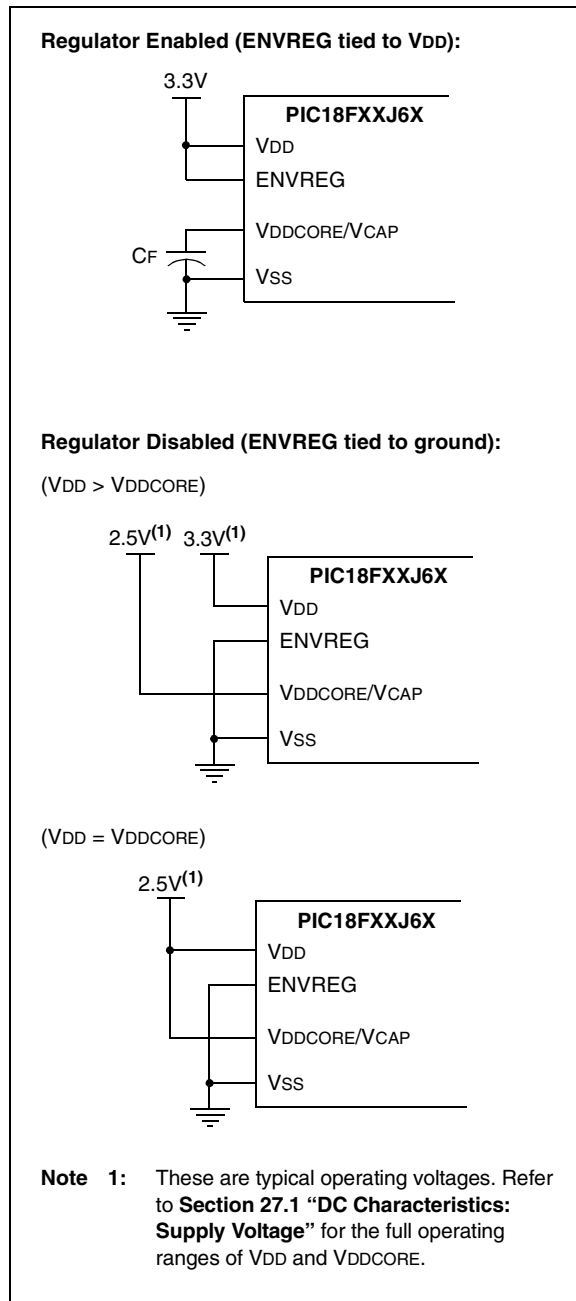 Regulator Enabled (ENVREG tied to VDD):
3.3V
PIC18FXXJ6X
VDD
ENVREG
VDDCORE/VCAP
CF
VSS
Regulator Disabled (ENVREG tied to ground):
(VDD > VDDCORE)
2.5V(1) 3.3V(1)
PIC18FXXJ6X
VDD
ENVREG
VDDCORE/VCAP
VSS
(VDD = VDDCORE)
2.5V(1)
PIC18FXXJ6X
VDD
ENVREG
VDDCORE/VCAP
VSS
Note 1: These are typical operating voltages. Refer
to Section 27.1 “DC Characteristics:
Supply Voltage” for the full operating
ranges of VDD and VDDCORE.